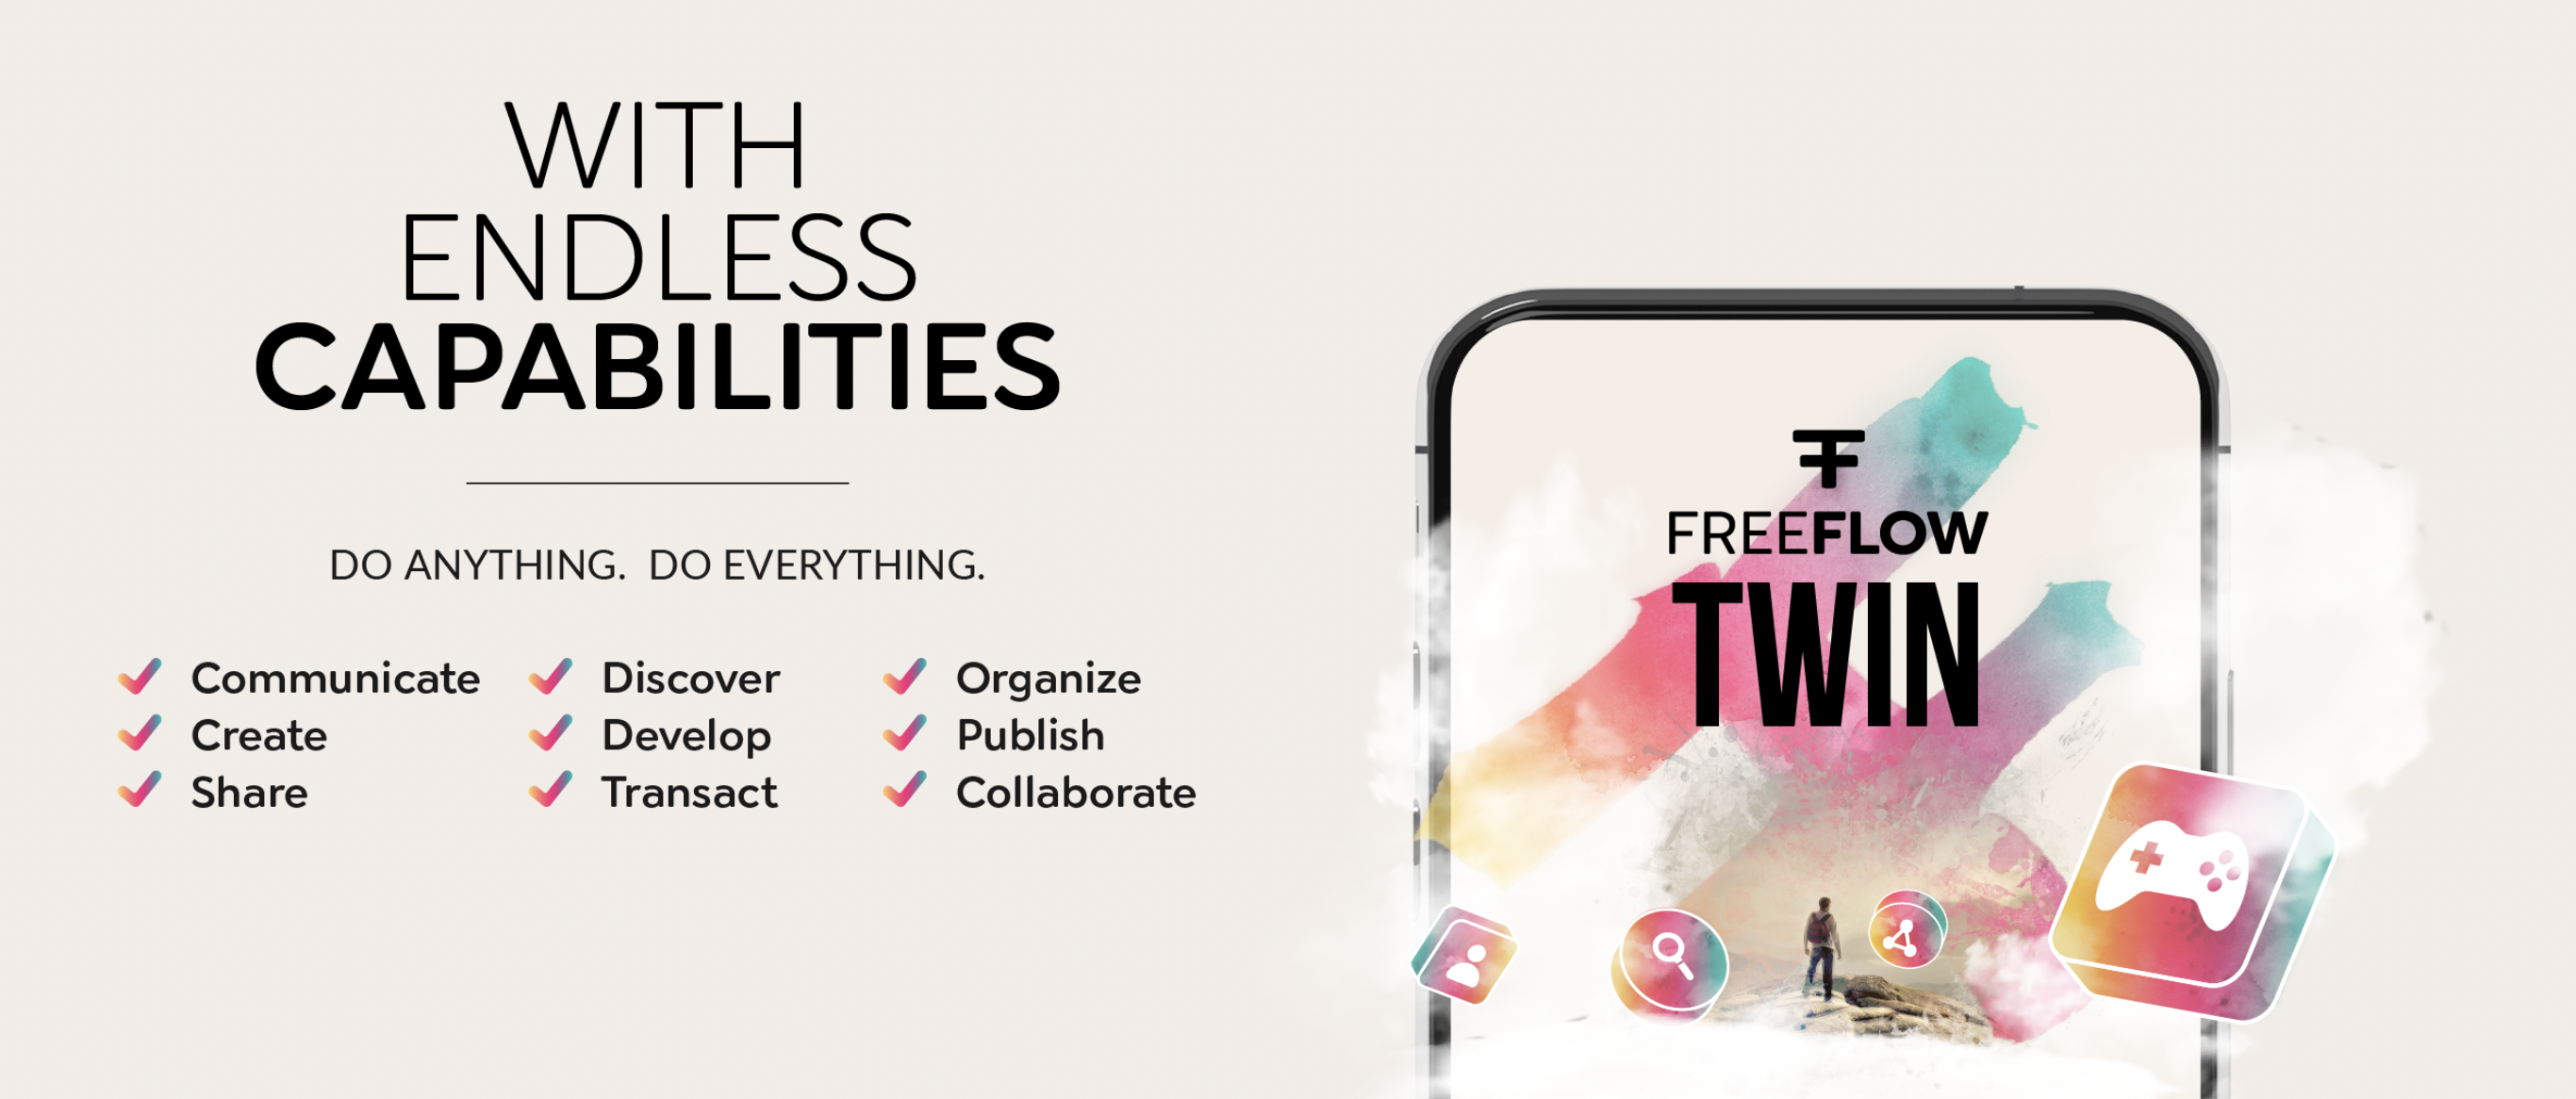 WITH
ENDLESS
CAPABILITIES
DO ANYTHING. DO EVERYTHING.
Communicate
Create
Share
Discover
Develop
Transact
Organize
Publish
Collaborate
FREEFLOW
TWIN